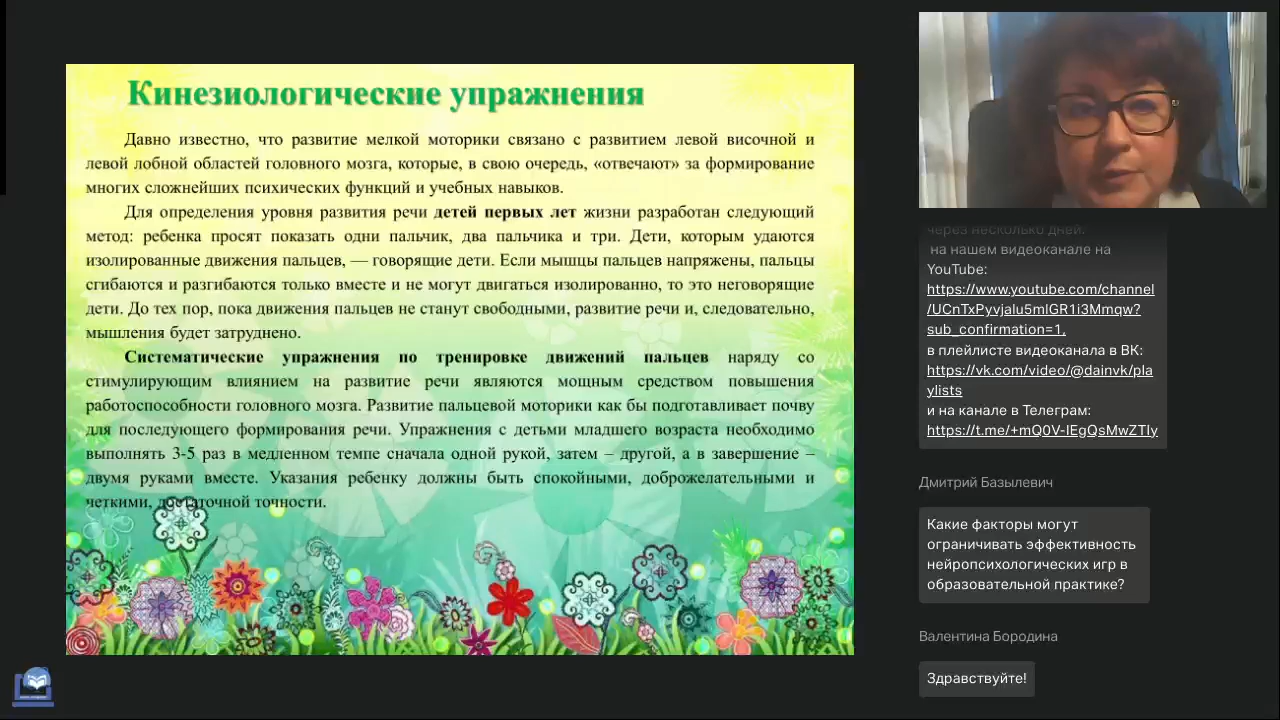 Кинезиологические упражнения
Давно известно, что развитие мелкой моторики связано с развитием левой височной и
левой лобной областей головного мозга, которые, в свою очередь, «отвечают» за формирование
многих сложнейших психических функций и учебных навыков.
Для определения уровня развития речи детей первых лет жизни разработан следующий
метод: ребенка просят показать одни пальчик, два пальчика и три. Дети, которым удаются
изолированные движения пальцев, — говорящие дети. Если мышцы пальцев напряжены, пальцы
сгибаются и разгибаются только вместе и не могут двигаться изолированно, то это неговорящие
дети. До тех пор, пока движения пальцев не станут свободными, развитие речи и, следовательно,
мышления будет затруднено.
Систематические упражнения по тренировке движений пальцев наряду со
стимулирующим влиянием на развитие речи являются мощным средством повышения
работоспособности головного мозга. Развитие пальцевой моторики как бы подготавливает почву
для последующего формирования речи. Упражнения с детьми младшего возраста необходимо
выполнять 3-5 раз в медленном темпе сначала одной рукой, затем – другой, а в завершение –
двумя руками вместе. Указания ребенку должны быть спокойными, доброжелательными и
четкими, достаточной точности.
через несколько дней:
на нашем видеоканале на
YouTube:
https://www.youtube.com/channel
/UCnTxPyvjalu5mlGR1i3Mmqw?
sub_confirmation=1,
в плейлисте видеоканала в ВК:
https://vk.com/video/@dainvk/pla
ylists
и на канале в Телеграм:
https://t.me/+mQ0V-IEgQsMwZTIy
Дмитрий Базылевич
Какие факторы могут
ограничивать эффективность
нейропсихологических игр в
образовательной практике?
Валентина Бородина
Здравствуйте!